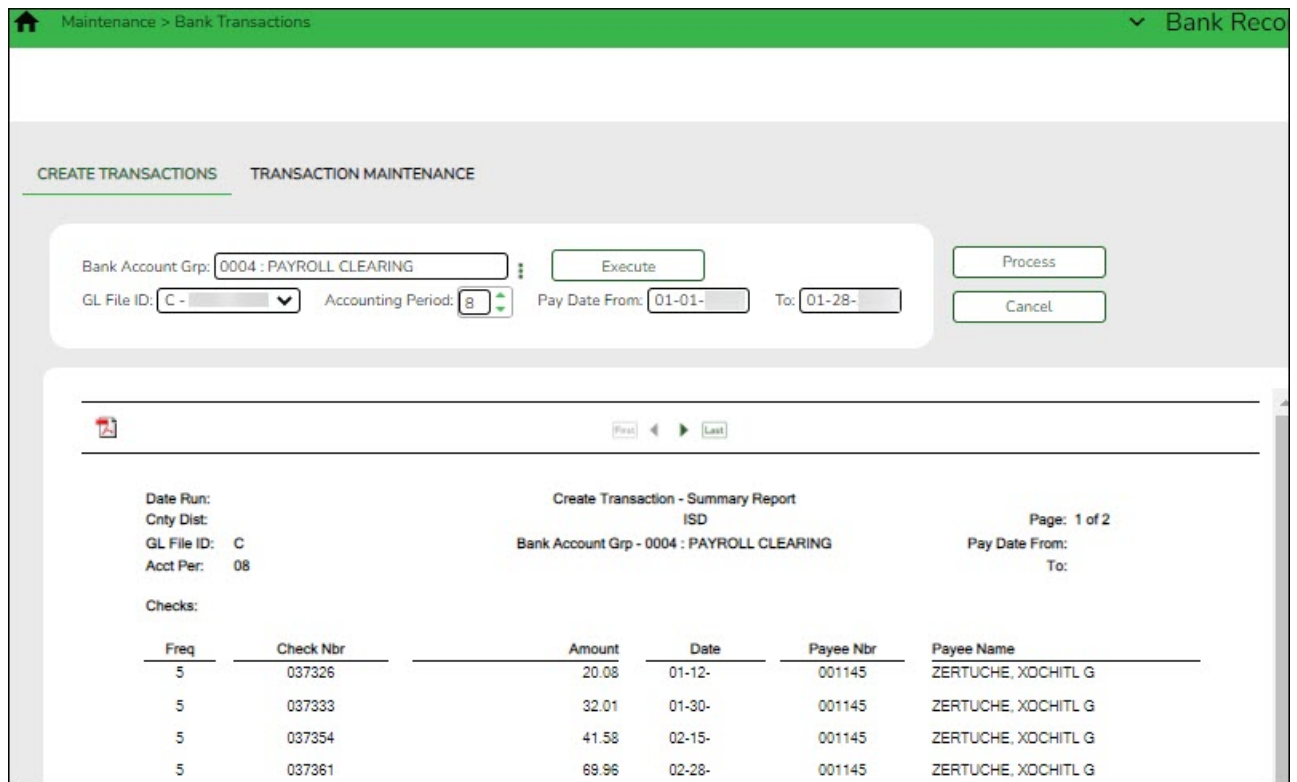 Maintenance > Bank Transactions
Bank Reco
CREATE TRANSACTIONS TRANSACTION MAINTENANCE
Bank Account Grp: 0004 : PAYROLL CLEARING Execute Process
GL File ID: C - Accounting Period: 8 Pay Date From: 01-01- To: 01-28- Cancel
First Last
Date Run: Create Transaction - Summary Report
Cnty Dist: ISD Page: 1 of 2
GL File ID: C Bank Account Grp - 0004 : PAYROLL CLEARING Pay Date From:
Acct Per: 08 To:
Checks:
Freq Check Nbr Amount Date Payee Nbr Payee Name
5 037326 20.08 01-12- 001145 ZERTUCHE, XOCHITL G
5 037333 32.01 01-30- 001145 ZERTUCHE, XOCHITL G
5 037354 41.58 02-15- 001145 ZERTUCHE, XOCHITL G
5 037361 69.96 02-28- 001145 ZERTUCHE, XOCHITL G